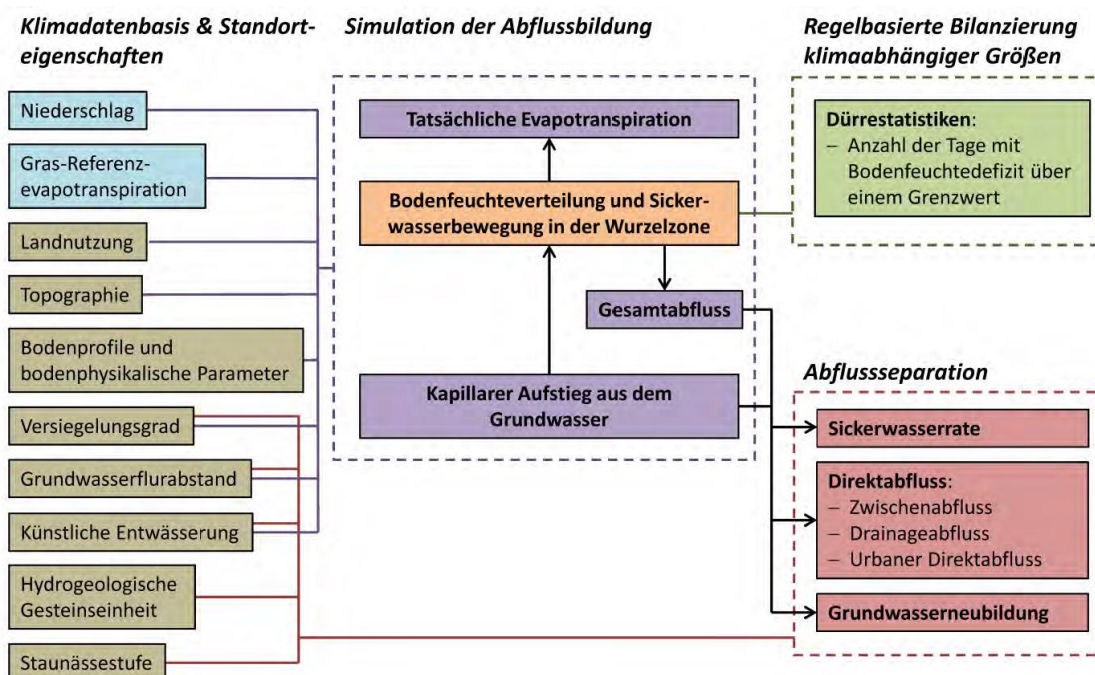 Klimadatenbasis & Standort-
eigenschaften
Niederschlag
Gras-Referenz-
evapotranspiration
Landnutzung
Topographie
Bodenprofile und
bodenphysikalische Parameter
Versiegelungsgrad
Grundwasserflurabstand
Künstliche Entwässerung
Hydrogeologische
Gesteinseinheit
Staunässestufe
Simulation der Abflussbildung
Tatsächliche Evapotranspiration
Bodenfeuchteverteilung und Sicker-
wasserbewegung in der Wurzelzone
Gesamtabfluss
Kapillarer Aufstieg aus dem
Grundwasser
Regelbasierte Bilanzierung
klimaabhängiger Größen
Dürrestatistiken:
– Anzahl der Tage mit
Bodenfeuchtedefizit über
einem Grenzwert
Abflussseparation
Sickerwasserrate
Direktabfluss:
– Zwischenabfluss
– Drainageabfluss
– Urbaner Direktabfluss
Grundwasserneubildung